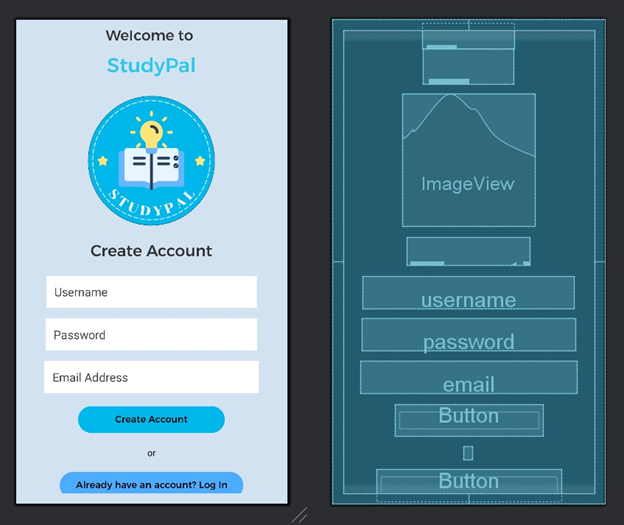 Welcome to
StudyPal
STUDYPAL
Create Account
Username
Password
Email Address
Create Account
or
Already have an account? Log In
ImageView
username
password
email
Button
Button